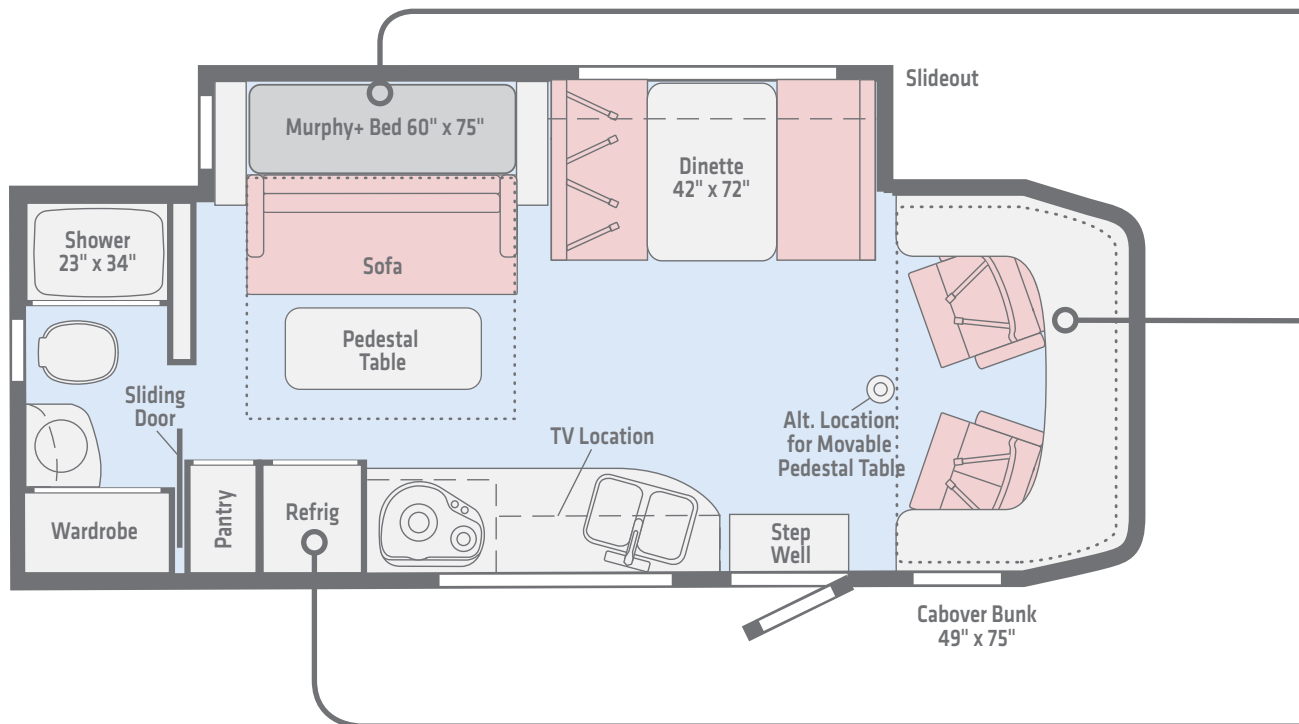 Slideout
Murphy+ Bed 60" x 75"
Dinette
42" x 72"
Shower
23" x 34"
Sofa
Pedestal
Table
Sliding
Door
TV Location
Alt. Location
for Movable
Pedestal Table
Wardrobe
Pantry
Refrig
Step
Well
Cabover Bunk
49" x 75"